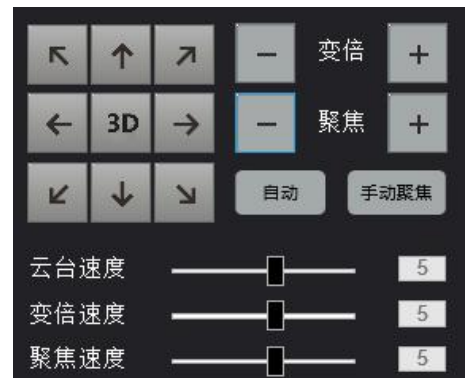 ↖ ↑ ↗ − 变倍 +
← 3D → − 聚焦 +
↙ ↓ ↘ 自动 手动聚焦
云台速度 5
变倍速度 5
聚焦速度 5